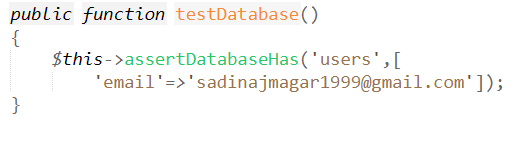 public function testDatabase()
{
$this->assertDatabaseHas('users',[
'email'=>'sadinajmagar1999@gmail.com']);
}